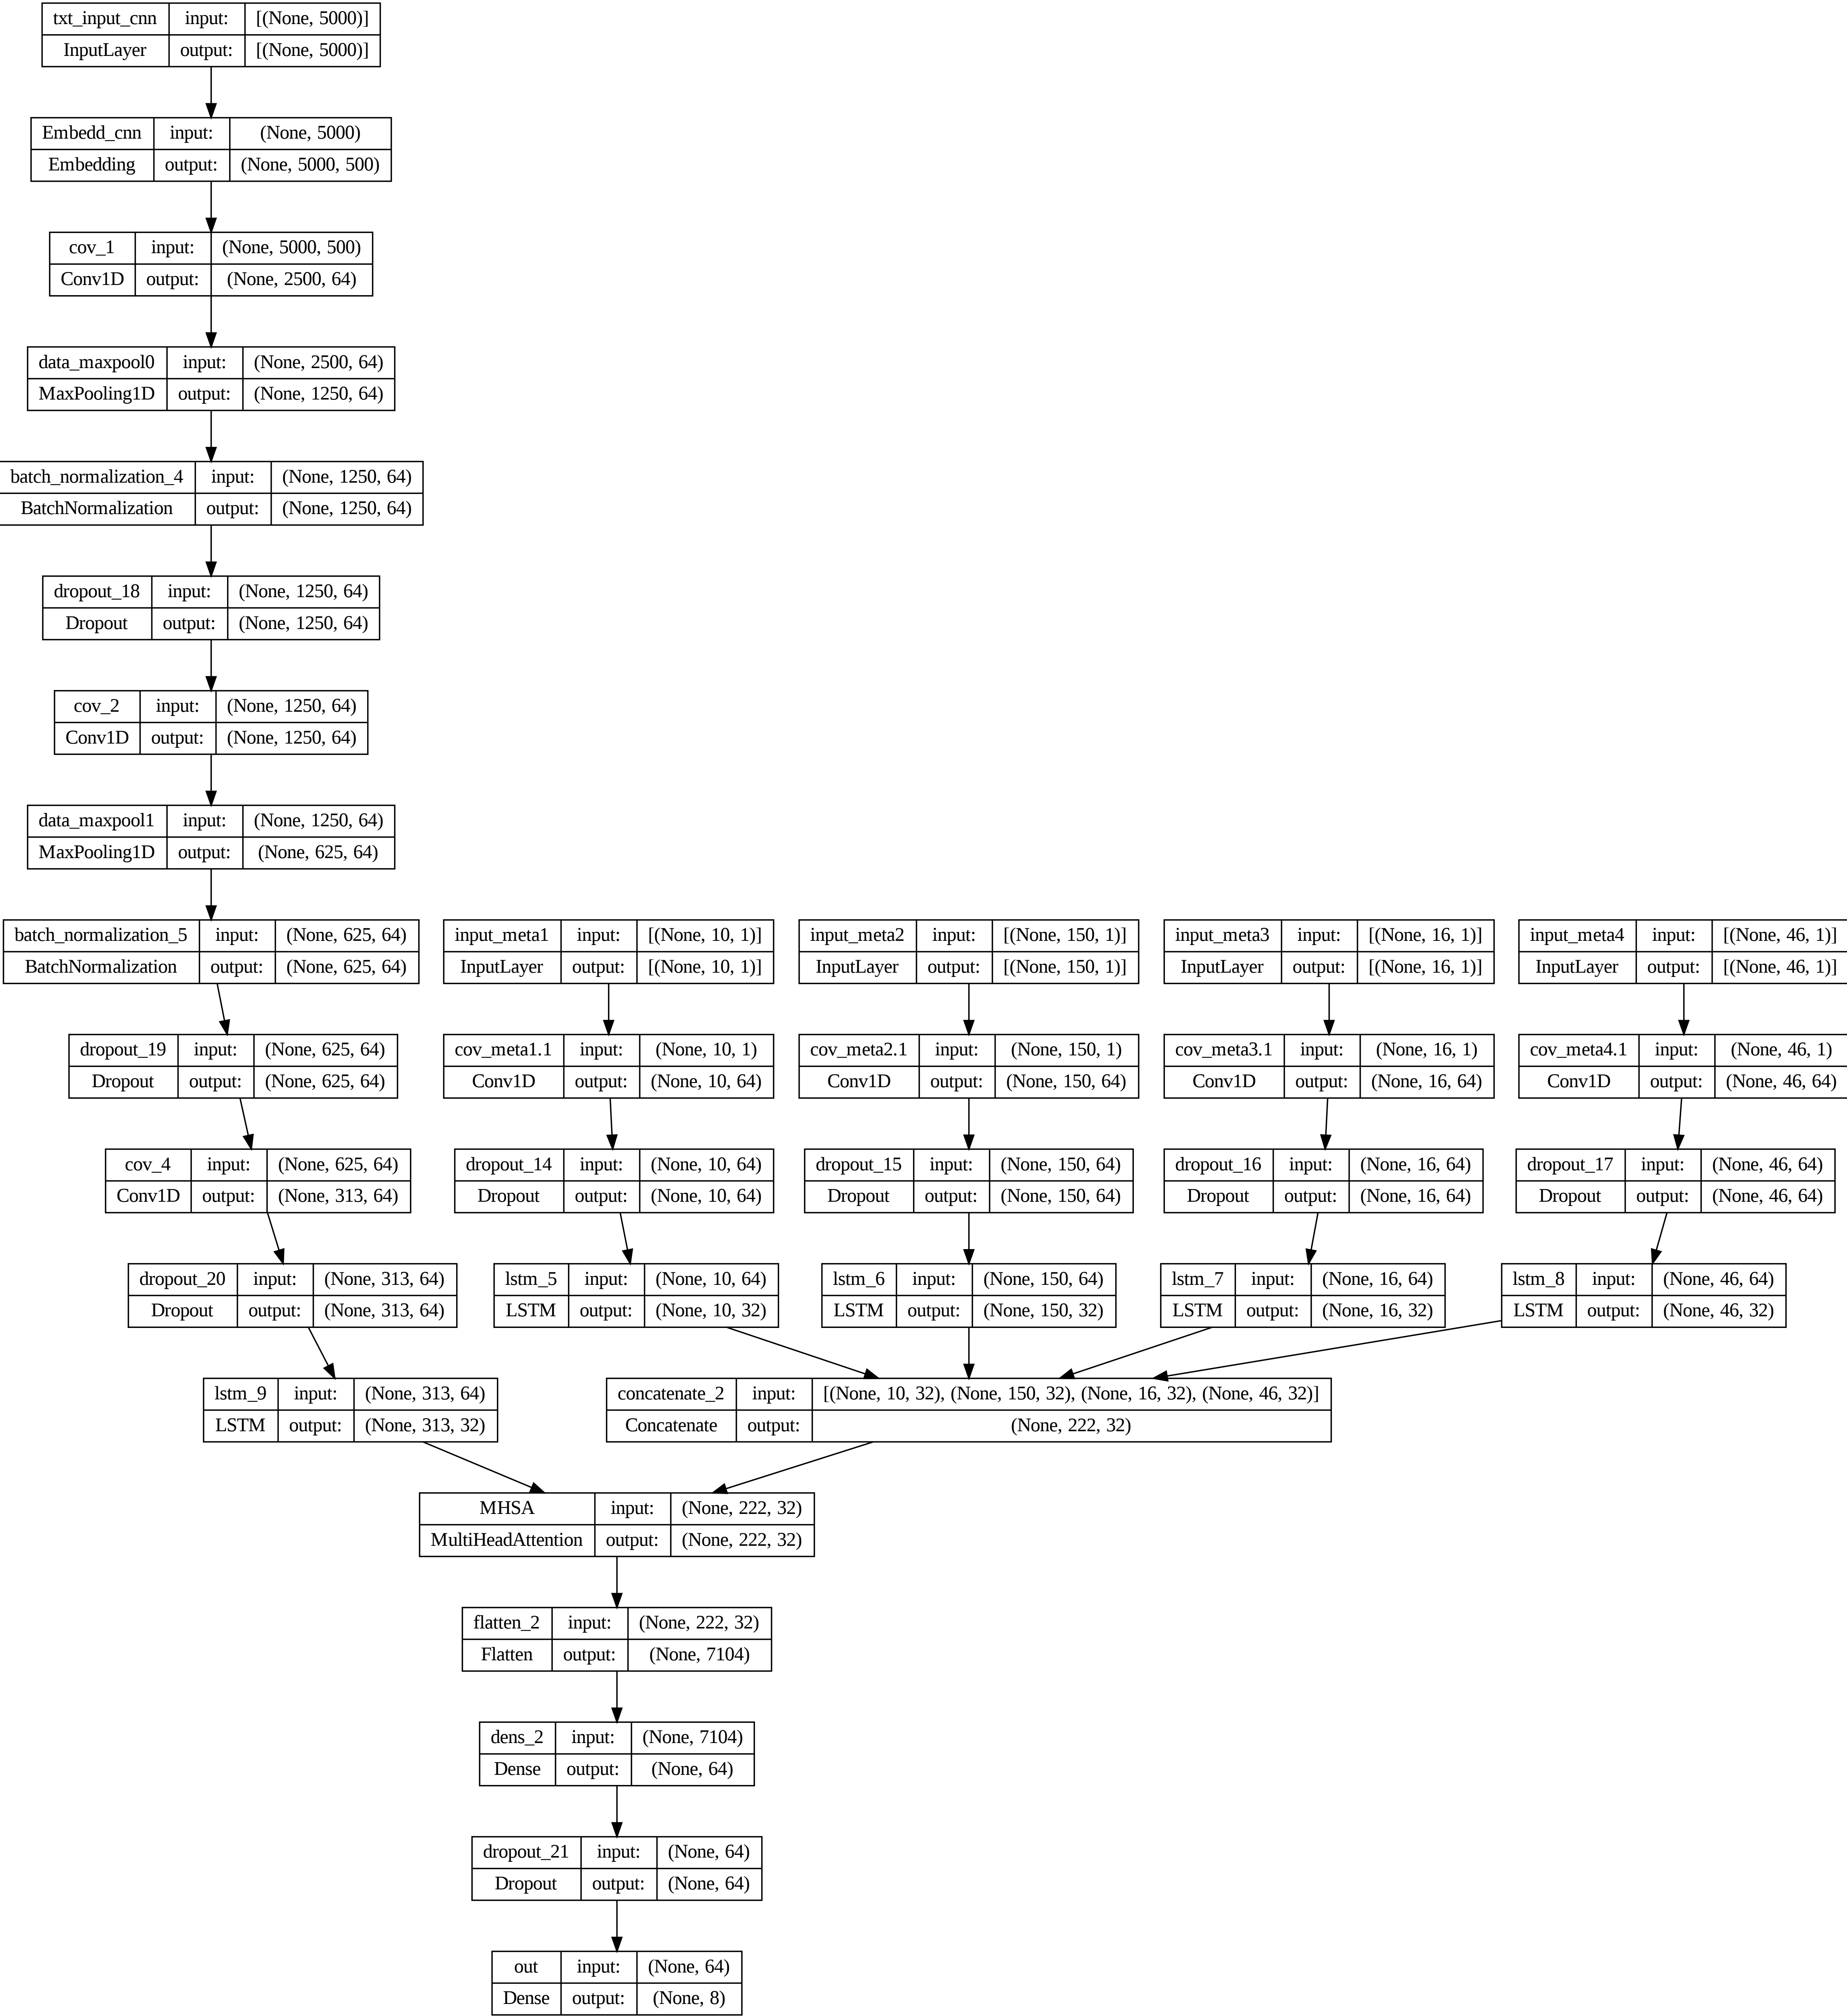 txt_input_cnn input: [(None, 5000)]
InputLayer output: [(None, 5000)]
Embedd_cnn input: (None, 5000)
Embedding output: (None, 5000, 500)
cov_1 input: (None, 5000, 500)
Conv1D output: (None, 2500, 64)
data_maxpool0 input: (None, 2500, 64)
MaxPooling1D output: (None, 1250, 64)
batch_normalization_4 input: (None, 1250, 64)
BatchNormalization output: (None, 1250, 64)
dropout_18 input: (None, 1250, 64)
Dropout output: (None, 1250, 64)
cov_2 input: (None, 1250, 64)
Conv1D output: (None, 1250, 64)
data_maxpool1 input: (None, 1250, 64)
MaxPooling1D output: (None, 625, 64)
batch_normalization_5 input: (None, 625, 64) input_meta1 input: [(None, 10, 1)] input_meta2 input: [(None, 150, 1)] input_meta3 input: [(None, 16, 1)] input_meta4 input: [(None, 46, 1)]
BatchNormalization output: (None, 625, 64) InputLayer output: [(None, 10, 1)] InputLayer output: [(None, 150, 1)] InputLayer output: [(None, 16, 1)] InputLayer output: [(None, 46, 1)]
dropout_19 input: (None, 625, 64) cov_meta1.1 input: (None, 10, 1) cov_meta2.1 input: (None, 150, 1) cov_meta3.1 input: (None, 16, 1) cov_meta4.1 input: (None, 46, 1)
Dropout output: (None, 625, 64) Conv1D output: (None, 10, 64) Conv1D output: (None, 150, 64) Conv1D output: (None, 16, 64) Conv1D output: (None, 46, 64)
cov_4 input: (None, 625, 64) dropout_14 input: (None, 10, 64) dropout_15 input: (None, 150, 64) dropout_16 input: (None, 16, 64) dropout_17 input: (None, 46, 64)
Conv1D output: (None, 313, 64) Dropout output: (None, 10, 64) Dropout output: (None, 150, 64) Dropout output: (None, 16, 64) Dropout output: (None, 46, 64)
dropout_20 input: (None, 313, 64) lstm_5 input: (None, 10, 64) lstm_6 input: (None, 150, 64) lstm_7 input: (None, 16, 64) lstm_8 input: (None, 46, 64)
Dropout output: (None, 313, 64) LSTM output: (None, 10, 32) LSTM output: (None, 150, 32) LSTM output: (None, 16, 32) LSTM output: (None, 46, 32)
lstm_9 input: (None, 313, 64) concatenate_2 input: [(None, 10, 32), (None, 150, 32), (None, 16, 32), (None, 46, 32)]
LSTM output: (None, 313, 32) Concatenate output: (None, 222, 32)
MHSA input: (None, 222, 32)
MultiHeadAttention output: (None, 222, 32)
flatten_2 input: (None, 222, 32)
Flatten output: (None, 7104)
dens_2 input: (None, 7104)
Dense output: (None, 64)
dropout_21 input: (None, 64)
Dropout output: (None, 64)
out input: (None, 64)
Dense output: (None, 8)